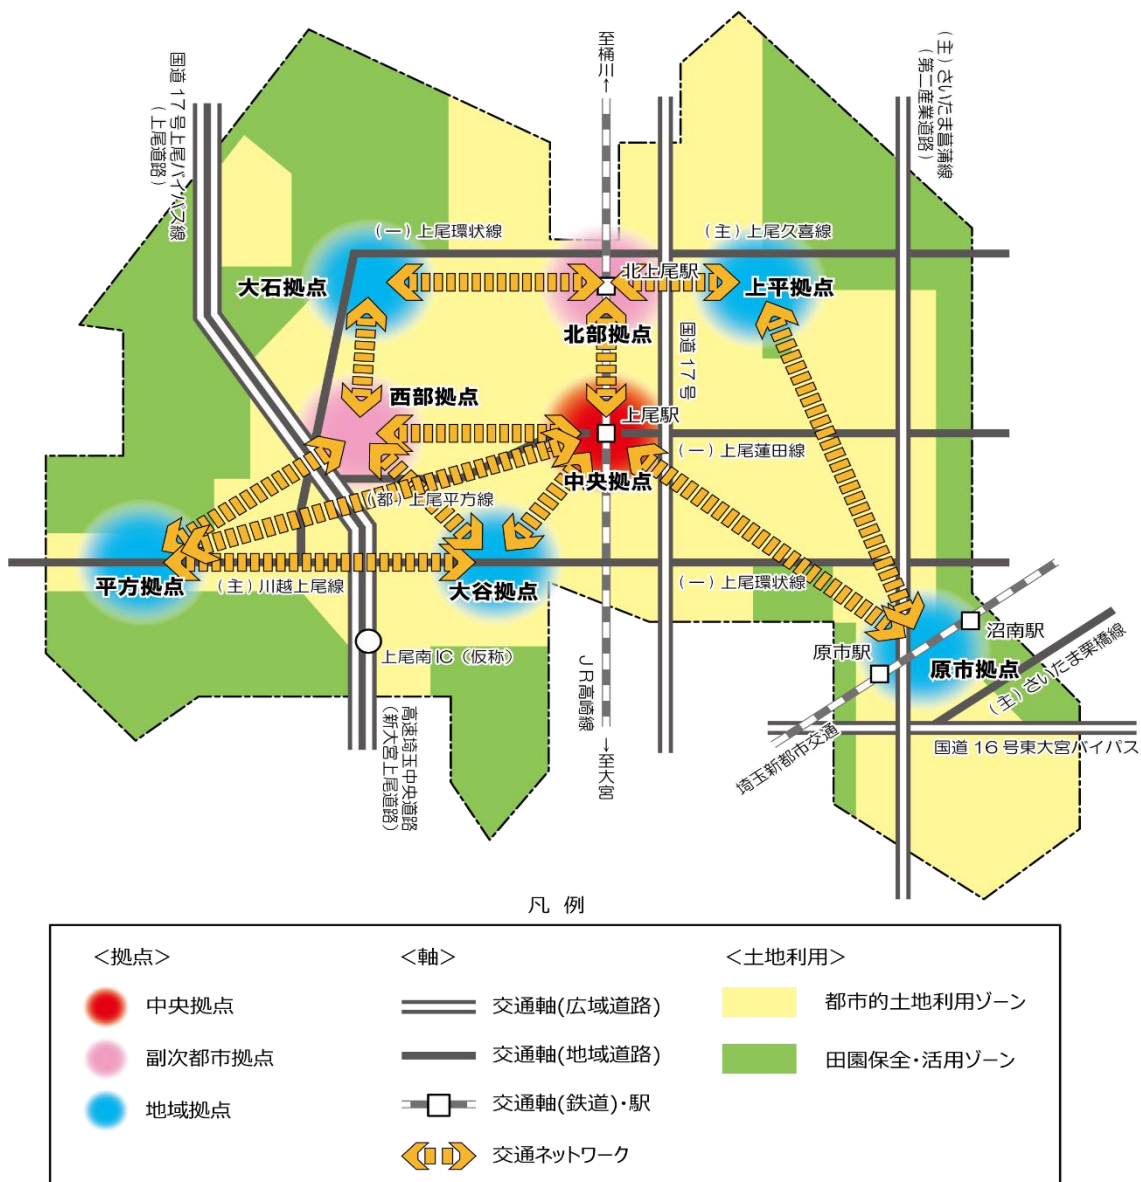 至桶川→
国道17号上尾バイパス線
(上尾道路)
(主)さいたま菖蒲線
(第二産業道路)
(一)上尾環状線
(主)上尾久喜線
大石拠点
北上尾駅
上平拠点
北部拠点
国道17号
西部拠点
上尾駅
(一)上尾蓮田線
中央拠点
(都)上尾平方線
平方拠点
(主)川越上尾線
大谷拠点
(一)上尾環状線
沼南駅
原市駅
上尾南IC(仮称)
原市拠点
JR高崎線
(主)さいたま栗橋線
高速埼玉中央道路
(新大宮上尾道路)
国道16号東大宮バイパス
埼玉新都市交通
→至大宮
凡 例
<拠点>
中央拠点
副次都市拠点
地域拠点
<軸>
交通軸(広域道路)
交通軸(地域道路)
交通軸(鉄道)・駅
交通ネットワーク
<土地利用>
都市的土地利用ゾーン
田園保全・活用ゾーン